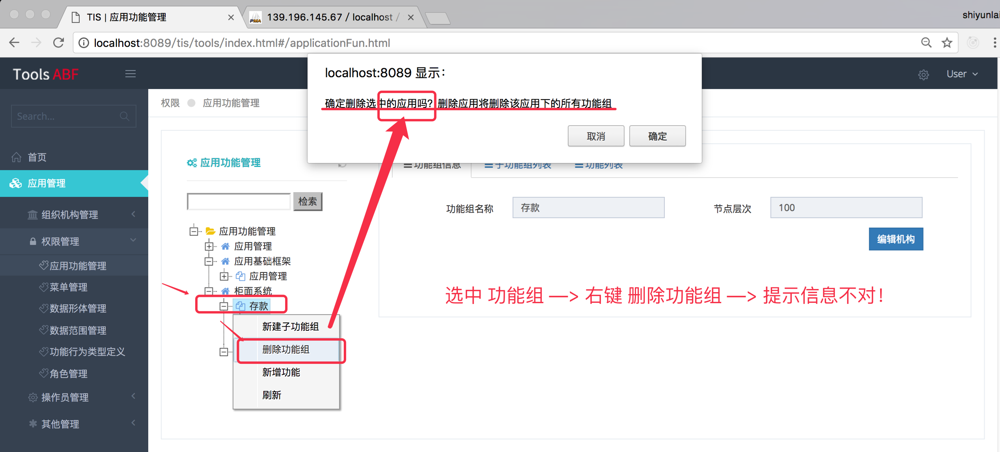 TIS | 应用功能管理
139.196.145.67 / localhost /
shiyunlai
localhost:8089/tis/tools/index.html#/applicationFun.html
Tools ABF
User
localhost:8089 显示：
确定删除选中的应用吗? 删除应用将删除该应用下的所有功能组
取消
确定
权限
应用功能管理
Search...
首页
应用管理
组织机构管理
权限管理
应用功能管理
菜单管理
数据形体管理
数据范围管理
功能行为类型定义
角色管理
操作员管理
其他管理
应用功能管理
检索
应用功能管理
应用管理
应用基础框架
应用管理
柜面系统
存款
新建子功能组
删除功能组
新增功能
刷新
功能组信息
子功能组列表
功能列表
功能组名称
存款
节点层次
100
编辑机构
选中 功能组 —> 右键 删除功能组 —> 提示信息不对！